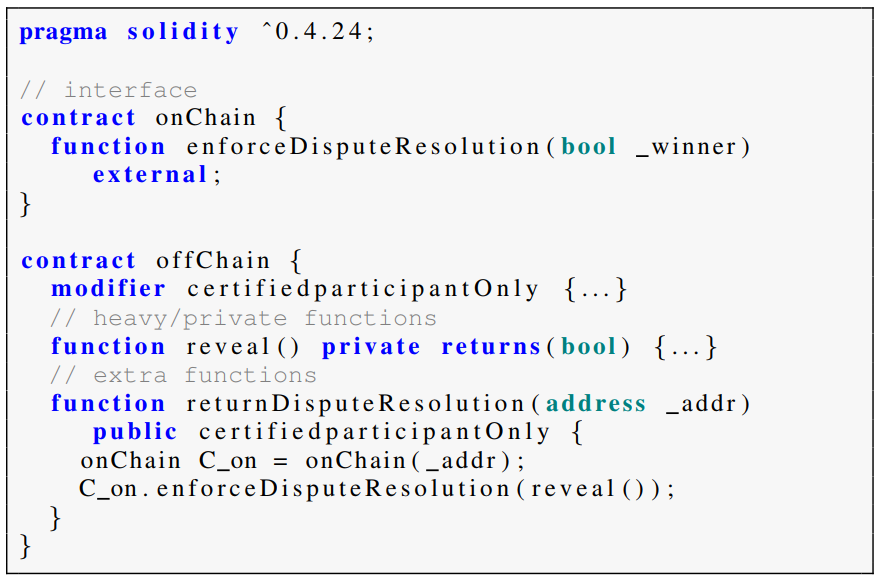 pragma solidity ^0.4.24;
// interface
contract onChain {
function enforceDisputeResolution(bool _winner)
external;
}
contract offChain {
modifier certifiedparticipantOnly {...}
// heavy/private functions
function reveal() private returns(bool) {...}
// extra functions
function returnDisputeResolution(address _addr)
public certifiedparticipantOnly {
onChain C_on = onChain(_addr);
C_on.enforceDisputeResolution(reveal());
}
}